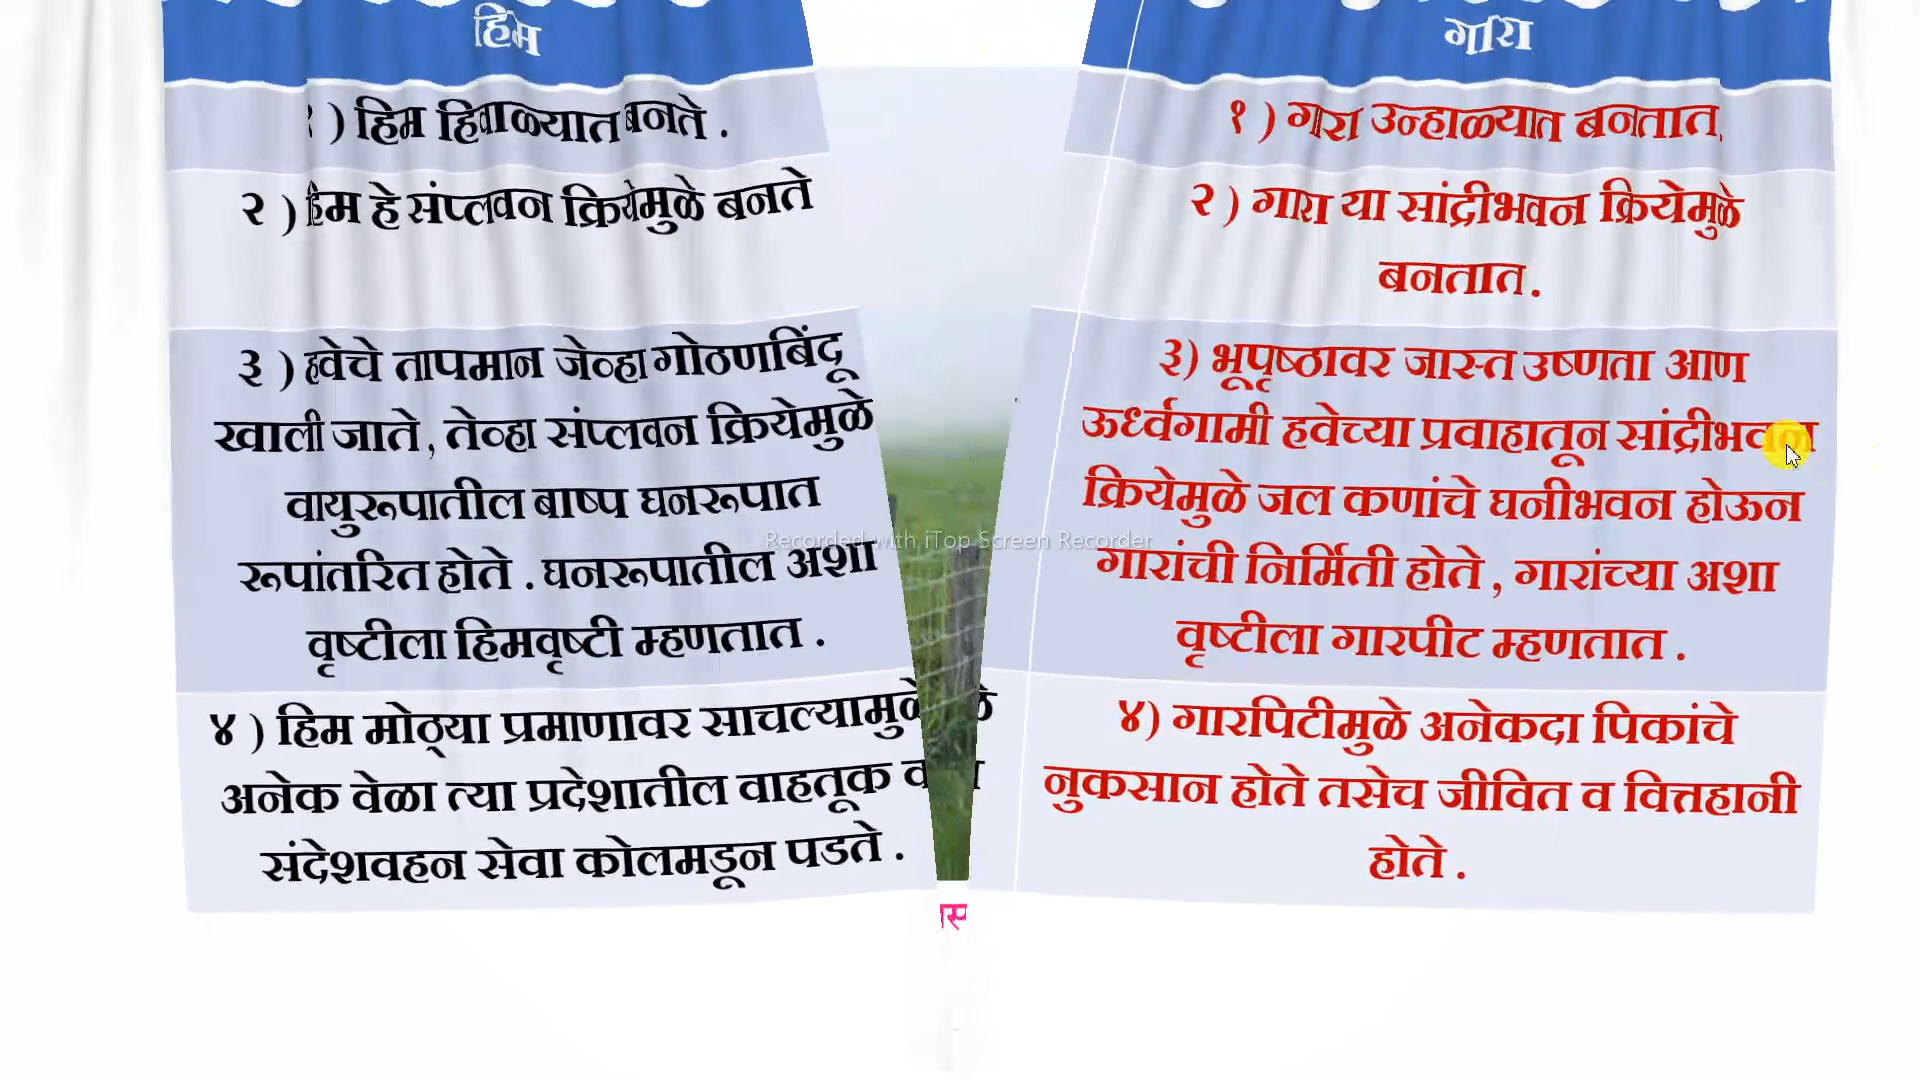 हिम
१ ) हिम हिवाळ्यात बनते .
२ ) हिम हे संप्लवन क्रियेमुळे बनते
३ ) हवेचे तापमान जेव्हा गोठणबिंदू
खाली जाते , तेव्हा संप्लवन क्रियेमुळे
वायुरूपातील बाष्प घनरूपात
रूपांतरित होते . घनरूपातील अशा
वृष्टीला हिमवृष्टी म्हणतात .
४ ) हिम मोठ्या प्रमाणावर साचल्यामुळे
अनेक वेळा त्या प्रदेशातील वाहतूक व
संदेशवहन सेवा कोलमडून पडते .
गारा
१ ) गारा उन्हाळ्यात बनतात.
२ ) गारा या सांद्रीभवन क्रियेमुळे
बनतात .
३) भूपृष्ठावर जास्त उष्णता आण
ऊर्ध्वगामी हवेच्या प्रवाहातून सांद्रीभवन
क्रियेमुळे जल कणांचे घनीभवन होऊन
गारांची निर्मिती होते , गारांच्या अशा
वृष्टीला गारपीट म्हणतात .
४) गारपिटीमुळे अनेकदा पिकांचे
नुकसान होते तसेच जीवित व वित्तहानी
होते .
Recorded with iTop Screen Recorder